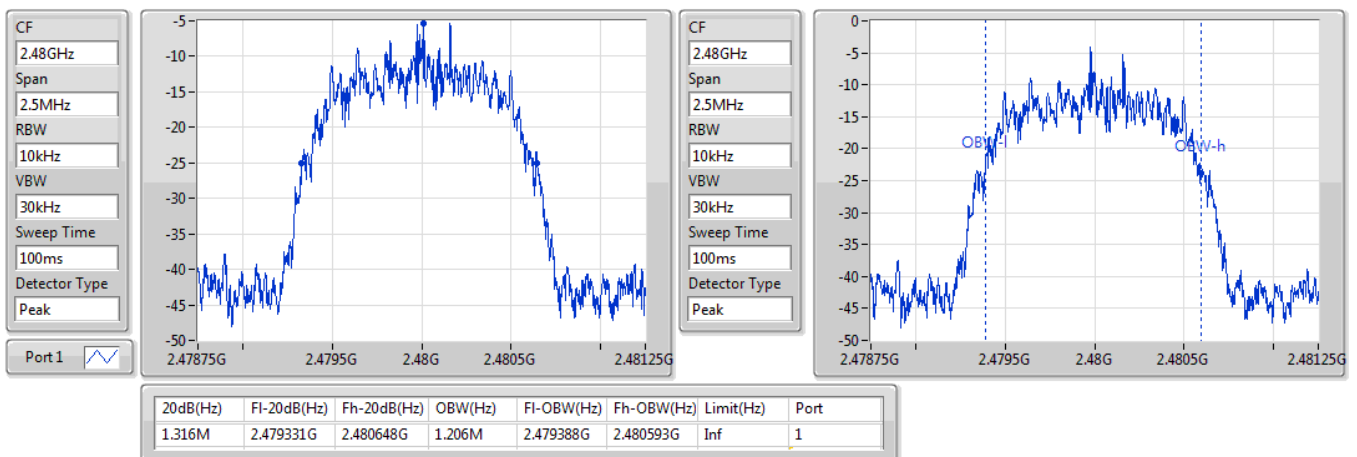 CF
2.48GHz
Span
2.5MHz
RBW
10kHz
VBW
30kHz
Sweep Time
100ms
Detector Type
Peak
Port 1
-5
-10
-15
-20
-25
-30
-35
-40
-45
-50
2.47875G 2.4795G 2.48G 2.4805G 2.48125G
CF
2.48GHz
Span
2.5MHz
RBW
10kHz
VBW
30kHz
Sweep Time
100ms
Detector Type
Peak
0
-5
-10
-15
-20
-25
-30
-35
-40
-45
-50
OBW-l OBW-h
2.47875G 2.4795G 2.48G 2.4805G 2.48125G
20dB(Hz) Fl-20dB(Hz) Fh-20dB(Hz) OBW(Hz) Fl-OBW(Hz) Fh-OBW(Hz) Limit(Hz) Port
1.316M 2.479331G 2.480648G 1.206M 2.479388G 2.480593G Inf 1